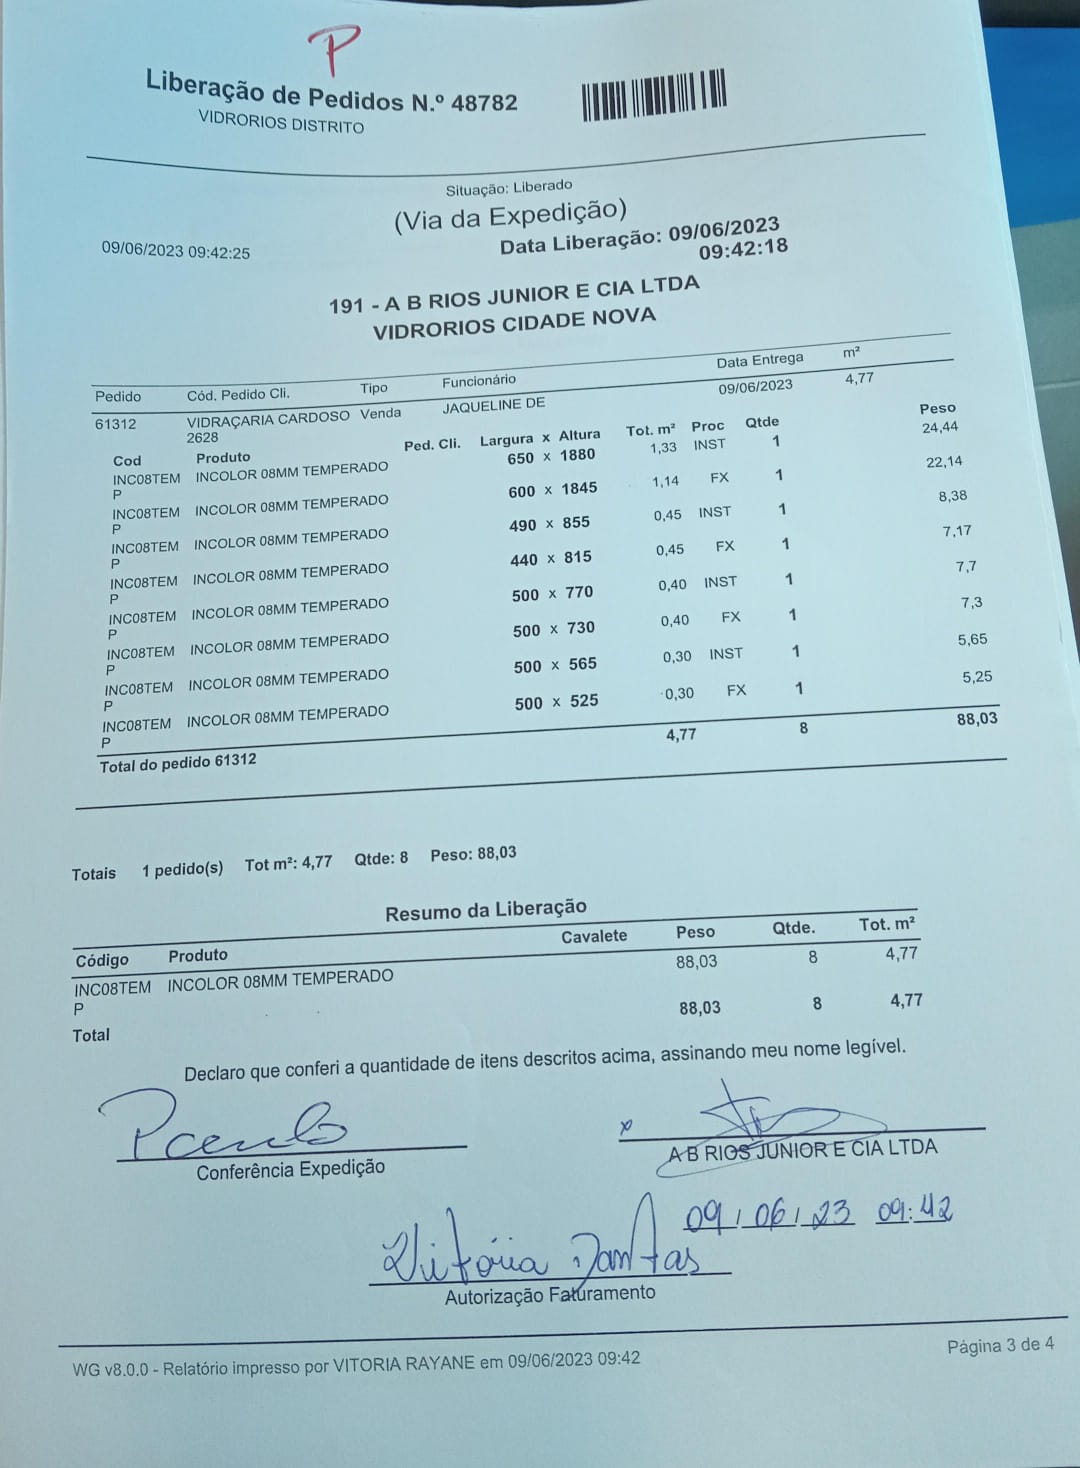 P
Liberação de Pedidos N.º 48782
VIDRORIOS DISTRITO
Situação: Liberado
(Via da Expedição)
09/06/2023 09:42:25
Data Liberação: 09/06/2023
09:42:18
191 - A B RIOS JUNIOR E CIA LTDA
VIDRORIOS CIDADE NOVA
Pedido Cód. Pedido Cli. Tipo Funcionário Data Entrega m²
61312 VIDRAÇARIA CARDOSO 2628 Venda JAQUELINE DE 09/06/2023 4,77
Cod Produto Ped. Cli. Largura x Altura Tot. m² Proc Qtde Peso
INC08TEMP INCOLOR 08MM TEMPERADO 650 x 1880 1,33 INST 1 24,44
INC08TEMP INCOLOR 08MM TEMPERADO 600 x 1845 1,14 FX 1 22,14
INC08TEMP INCOLOR 08MM TEMPERADO 490 x 855 0,45 INST 1 8,38
INC08TEMP INCOLOR 08MM TEMPERADO 440 x 815 0,45 FX 1 7,17
INC08TEMP INCOLOR 08MM TEMPERADO 500 x 770 0,40 INST 1 7,7
INC08TEMP INCOLOR 08MM TEMPERADO 500 x 730 0,40 FX 1 7,3
INC08TEMP INCOLOR 08MM TEMPERADO 500 x 565 0,30 INST 1 5,65
INC08TEMP INCOLOR 08MM TEMPERADO 500 x 525 0,30 FX 1 5,25
Total do pedido 61312 4,77 8 88,03
Totais 1 pedido(s) Tot m²: 4,77 Qtde: 8 Peso: 88,03
Resumo da Liberação
Código Produto Cavalete Peso Qtde. Tot. m²
INC08TEMP INCOLOR 08MM TEMPERADO 88,03 8 4,77
Total 88,03 8 4,77
Declaro que conferi a quantidade de itens descritos acima, assinando meu nome legível.
x
Conferência Expedição
A B RIOS JUNIOR E CIA LTDA
09/06/23 09:42
Vitória Dantas
Autorização Faturamento
WG v8.0.0 - Relatório impresso por VITORIA RAYANE em 09/06/2023 09:42
Página 3 de 4